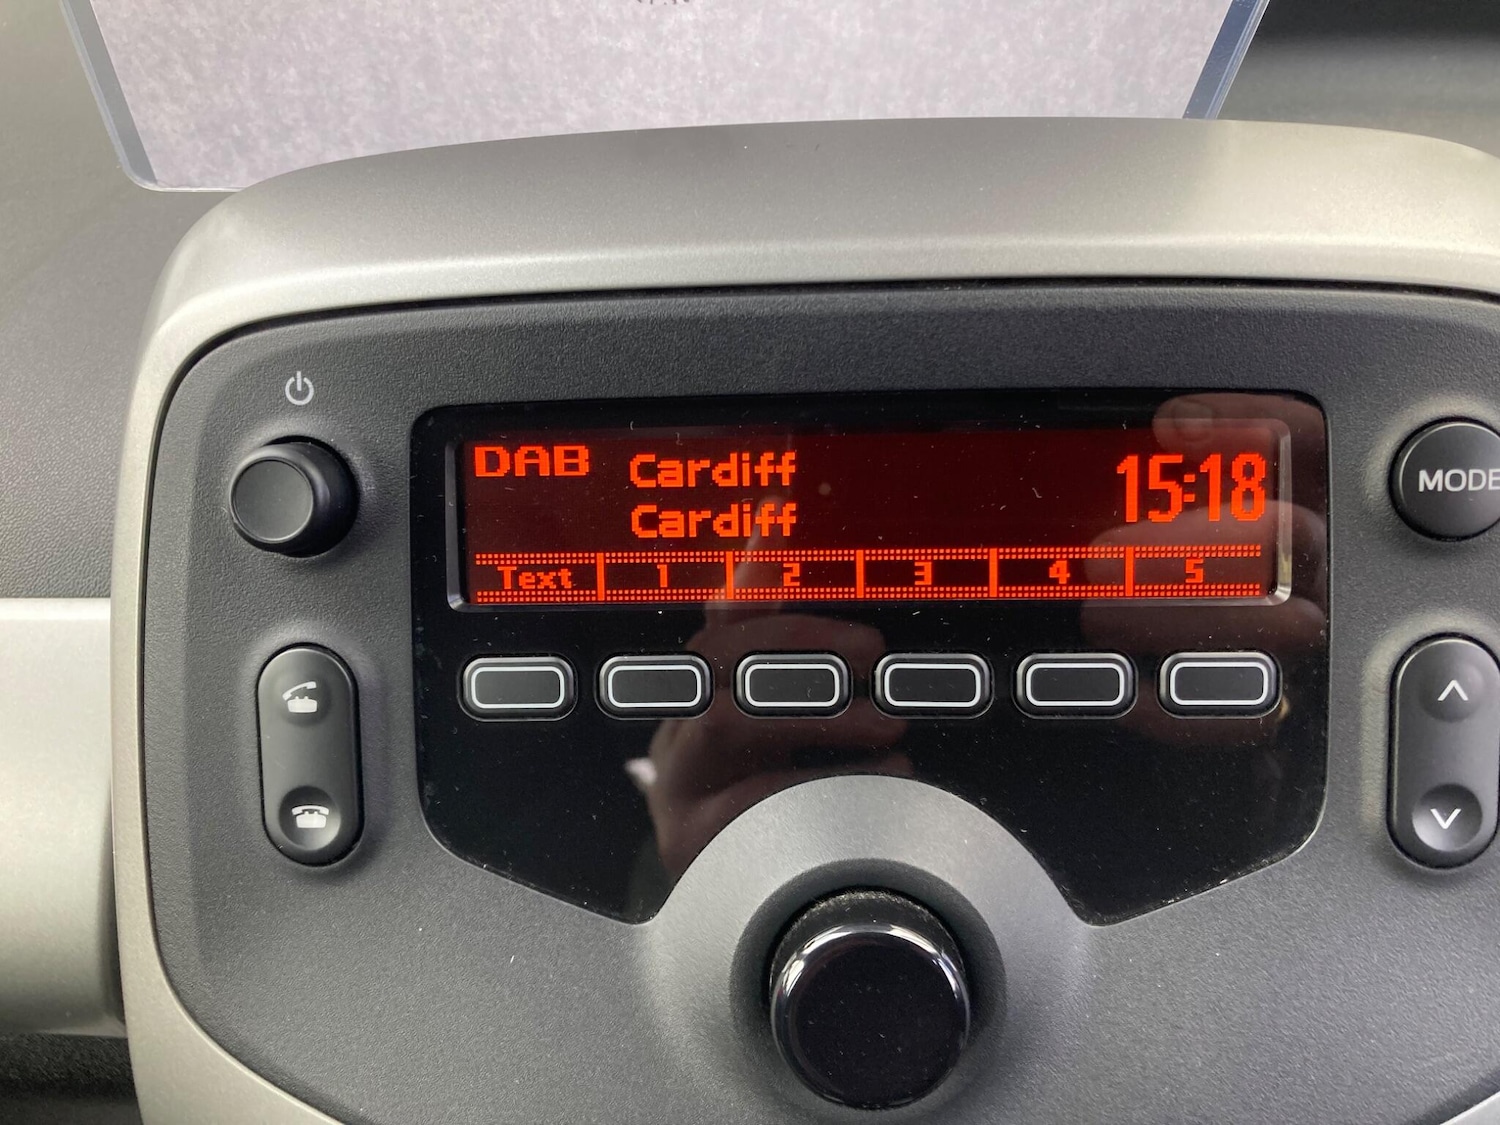 DAB Cardiff 15:18
Cardiff
Text 1 2 3 4 5
MODE